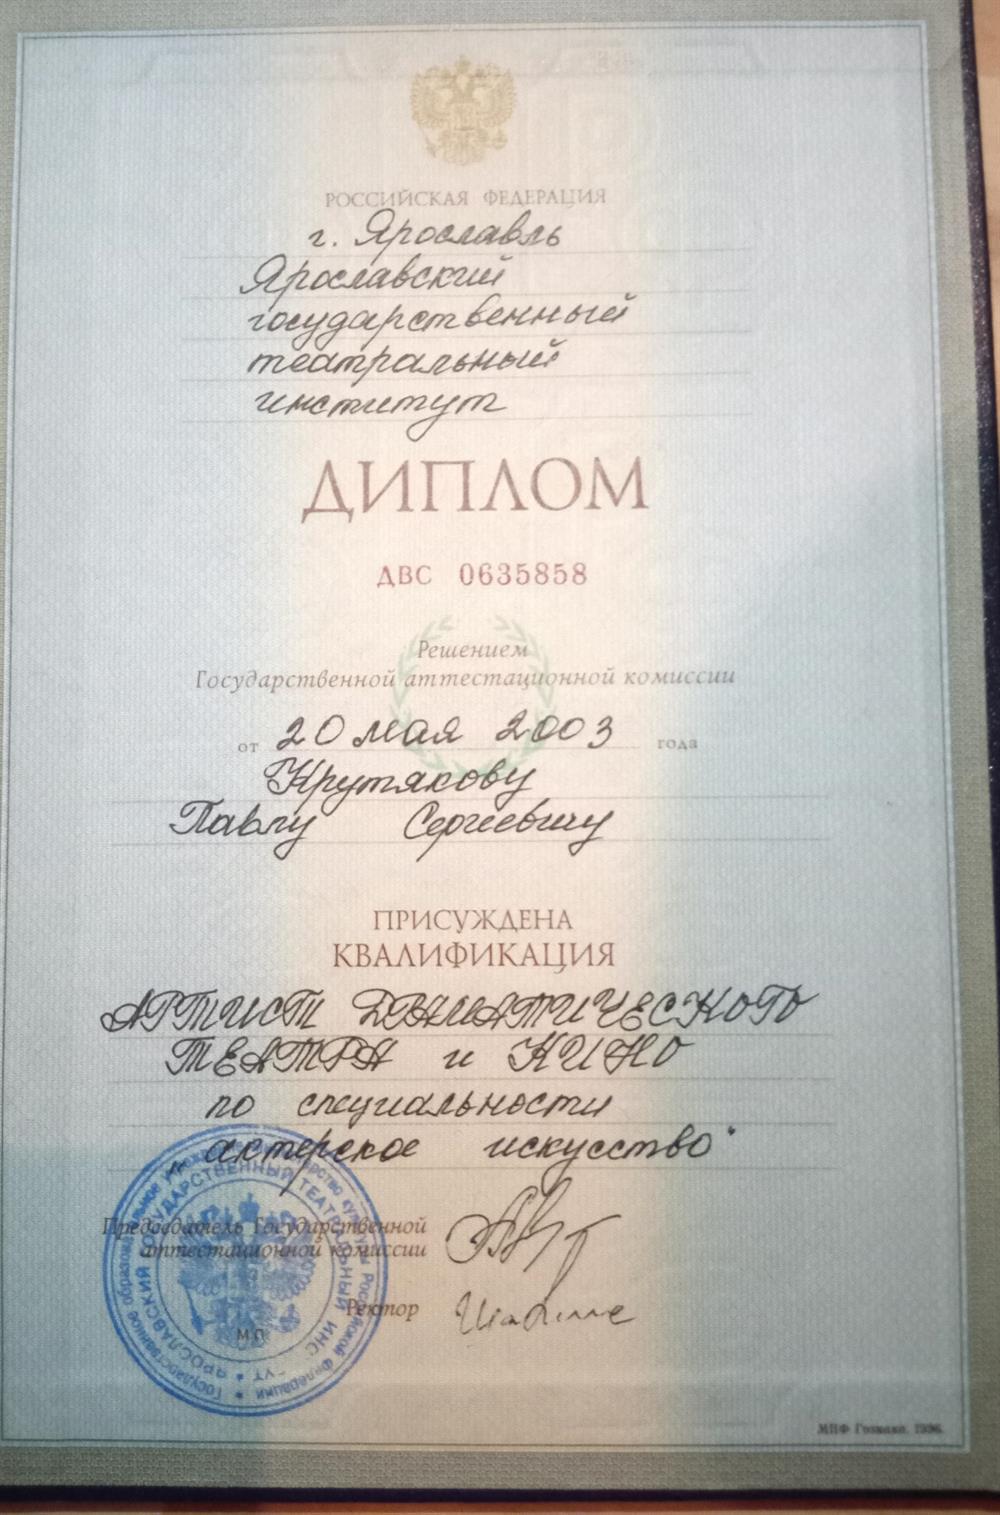 РОССИЙСКАЯ ФЕДЕРАЦИЯ
г. Ярославль
Ярославский
государственный
театральный
институт
ДИПЛОМ
ДВС 0635858
Решением
Государственной аттестационной комиссии
от 20 мая 2003 года
Крутякову
Павлу Сергеевичу
ПРИСУЖДЕНА
КВАЛИФИКАЦИЯ
АРТИСТ ДРАМАТИЧЕСКОГО
ТЕАТРА и КИНО
по специальности
„актерское искусство"
Председатель Государственной
аттестационной комиссии
Ректор
М.П.
МПФ Гознака. 1996.